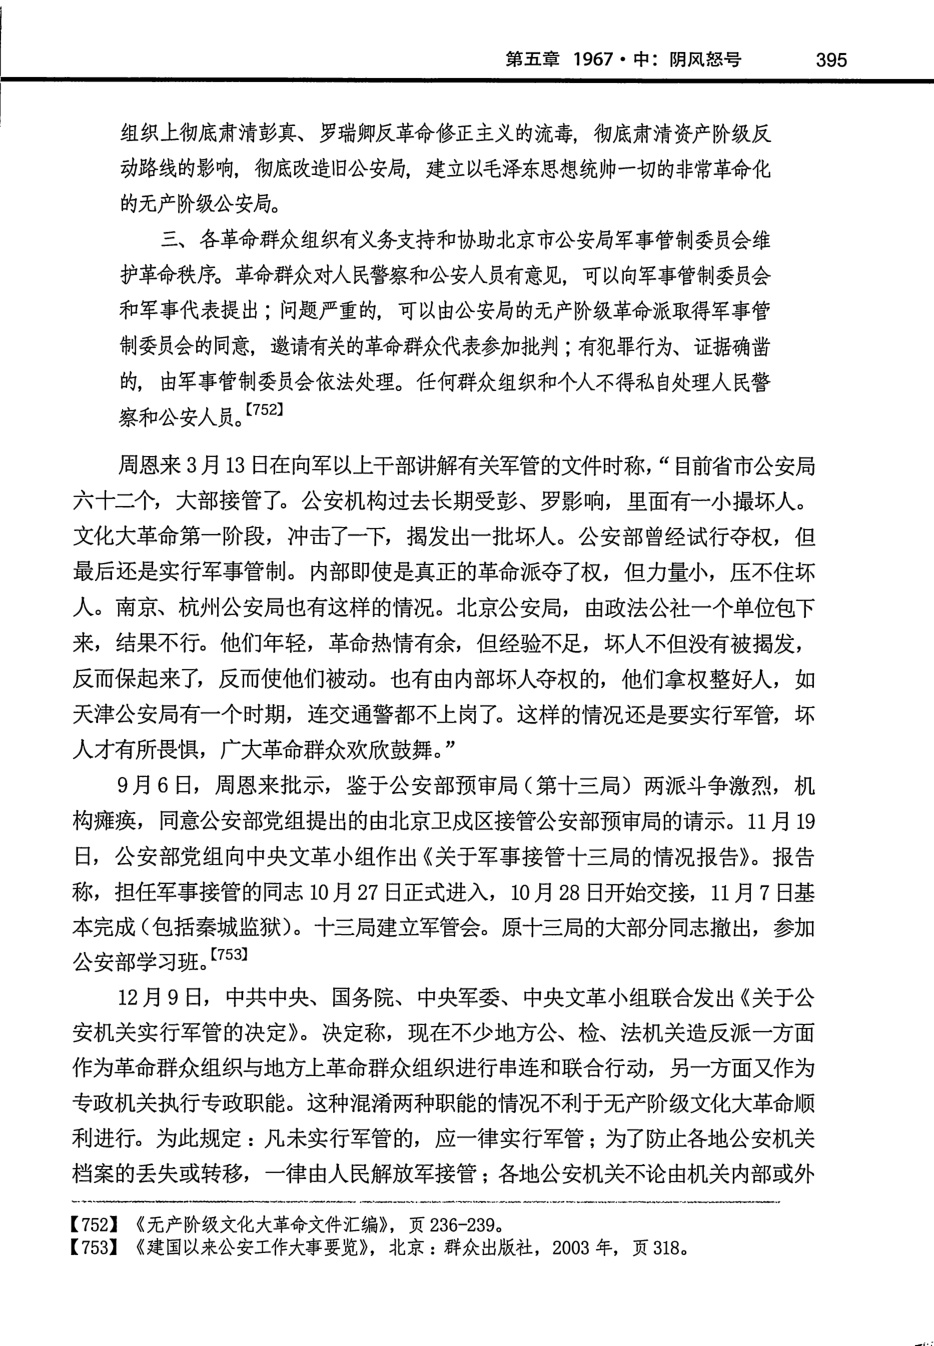 第五章 1967·中：阴风怒号 395
组织上彻底肃清彭真、罗瑞卿反革命修正主义的流毒，彻底肃清资产阶级反
动路线的影响，彻底改造旧公安局，建立以毛泽东思想统帅一切的非常革命化
的无产阶级公安局。
三、各革命群众组织有义务支持和协助北京市公安局军事管制委员会维
护革命秩序。革命群众对人民警察和公安人员有意见，可以向军事管制委员会
和军事代表提出；问题严重的，可以由公安局的无产阶级革命派取得军事管
制委员会的同意，邀请有关的革命群众代表参加批判；有犯罪行为、证据确凿
的，由军事管制委员会依法处理。任何群众组织和个人不得私自处理人民警
察和公安人员。【752】
周恩来3月13日在向军以上干部讲解有关军管的文件时称，“目前省市公安局
六十二个，大部接管了。公安机构过去长期受彭、罗影响，里面有一小撮坏人。
文化大革命第一阶段，冲击了一下，揭发出一批坏人。公安部曾经试行夺权，但
最后还是实行军事管制。内部即使是真正的革命派夺了权，但力量小，压不住坏
人。南京、杭州公安局也有这样的情况。北京公安局，由政法公社一个单位包下
来，结果不行。他们年轻，革命热情有余，但经验不足，坏人不但没有被揭发，
反而保起来了，反而使他们被动。也有由内部坏人夺权的，他们拿权整好人，如
天津公安局有一个时期，连交通警都不上岗了。这样的情况还是要实行军管，坏
人才有所畏惧，广大革命群众欢欣鼓舞。”
9月6日，周恩来批示，鉴于公安部预审局（第十三局）两派斗争激烈，机
构瘫痪，同意公安部党组提出的由北京卫戍区接管公安部预审局的请示。11月19
日，公安部党组向中央文革小组作出《关于军事接管十三局的情况报告》。报告
称，担任军事接管的同志10月27日正式进入，10月28日开始交接，11月7日基
本完成（包括秦城监狱）。十三局建立军管会。原十三局的大部分同志撤出，参加
公安部学习班。【753】
12月9日，中共中央、国务院、中央军委、中央文革小组联合发出《关于公
安机关实行军管的决定》。决定称，现在不少地方公、检、法机关造反派一方面
作为革命群众组织与地方上革命群众组织进行串连和联合行动，另一方面又作为
专政机关执行专政职能。这种混淆两种职能的情况不利于无产阶级文化大革命顺
利进行。为此规定：凡未实行军管的，应一律实行军管；为了防止各地公安机关
档案的丢失或转移，一律由人民解放军接管；各地公安机关不论由机关内部或外
【752】《无产阶级文化大革命文件汇编》，页236-239。
【753】《建国以来公安工作大事要览》，北京：群众出版社，2003年，页318。